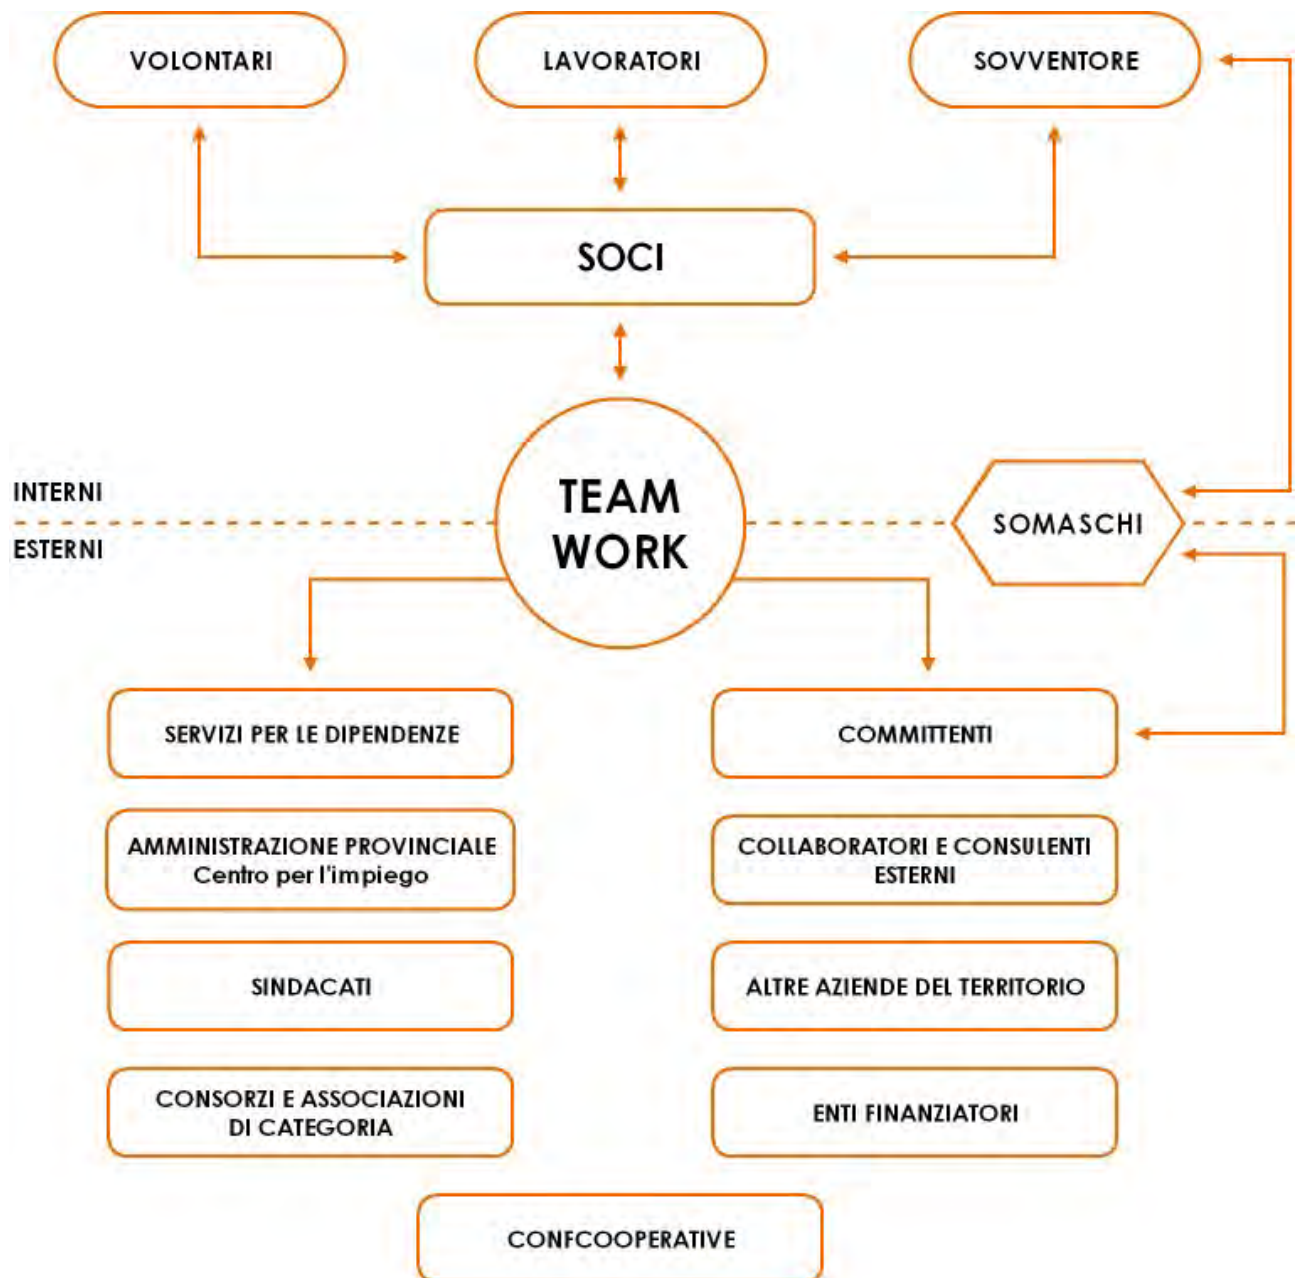 VOLONTARI
LAVORATORI
SOVVENTORE
SOCI
INTERNI
ESTERNI
TEAM
WORK
SOMASCHI
SERVIZI PER LE DIPENDENZE
COMMITTENTI
AMMINISTRAZIONE PROVINCIALE
Centro per l'impiego
COLLABORATORI E CONSULENTI
ESTERNI
SINDACATI
ALTRE AZIENDE DEL TERRITORIO
CONSORZI E ASSOCIAZIONI
DI CATEGORIA
ENTI FINANZIATORI
CONFCOOPERATIVE